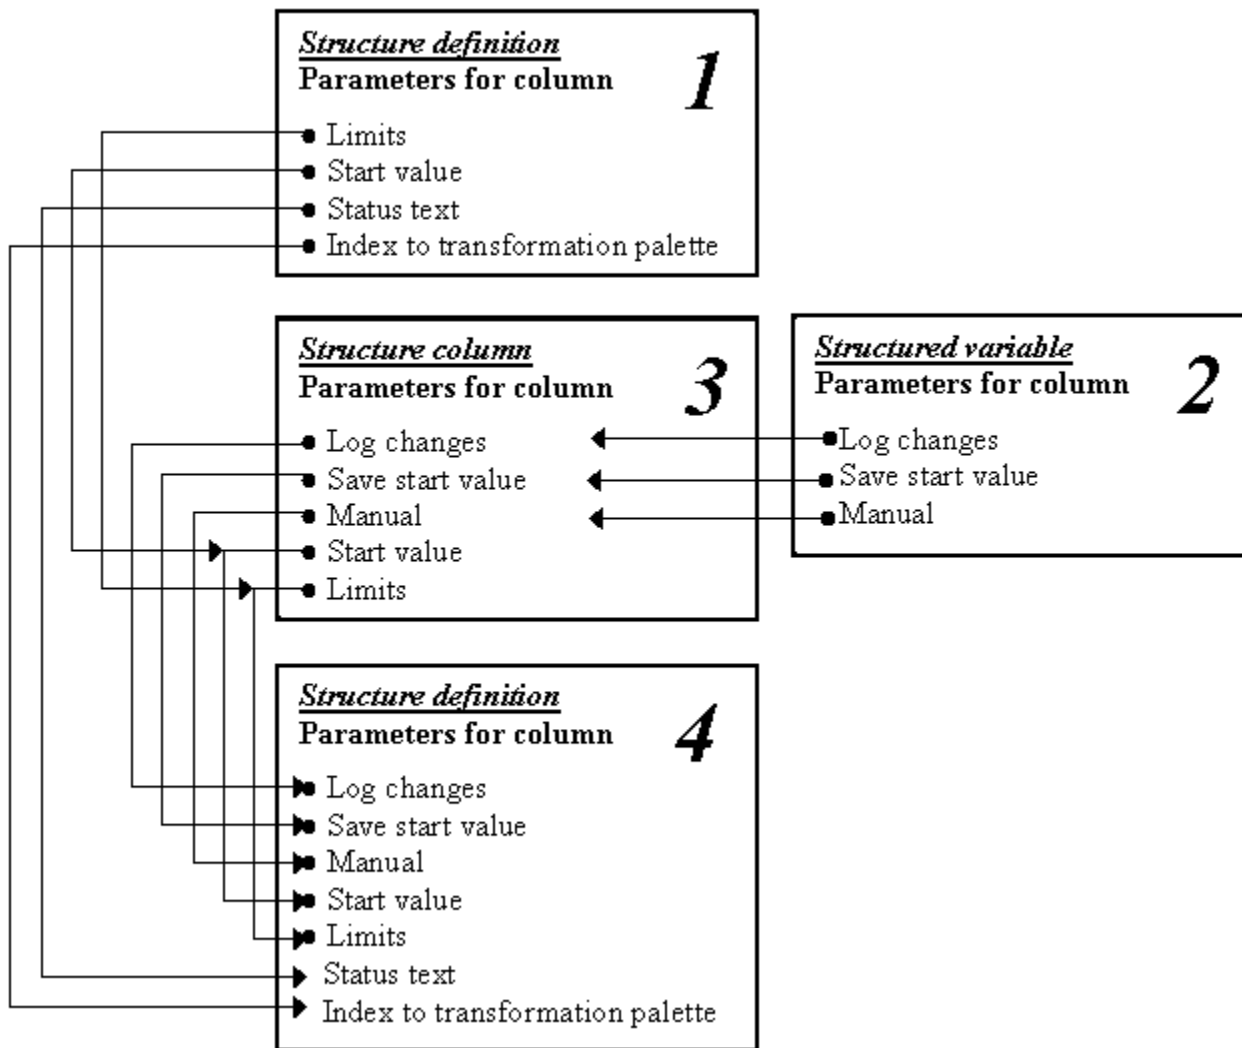 Structure definition
Parameters for column
1
Limits
Start value
Status text
Index to transformation palette
Structure column
Parameters for column
3
Log changes
Save start value
Manual
Start value
Limits
Structured variable
Parameters for column
2
Log changes
Save start value
Manual
Structure definition
Parameters for column
4
Log changes
Save start value
Manual
Start value
Limits
Status text
Index to transformation palette